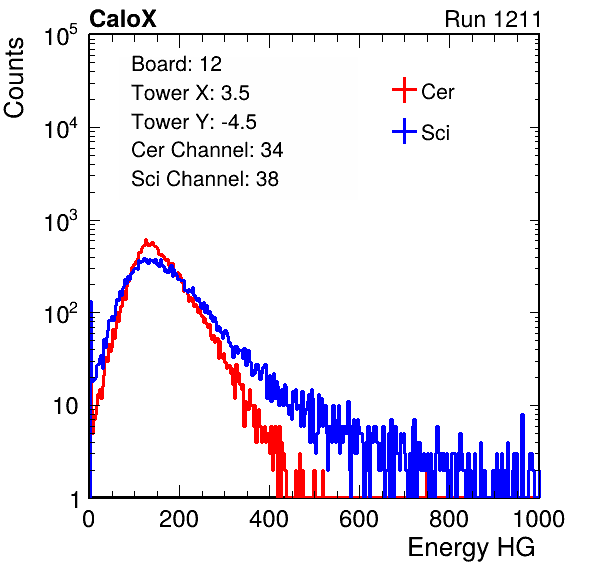 CaloX Run 1211
Counts
10^5
Board: 12
Tower X: 3.5
Tower Y: -4.5
Cer Channel: 34
Sci Channel: 38
Cer
Sci
10^4
10^3
10^2
10
1
0 200 400 600 800 1000
Energy HG